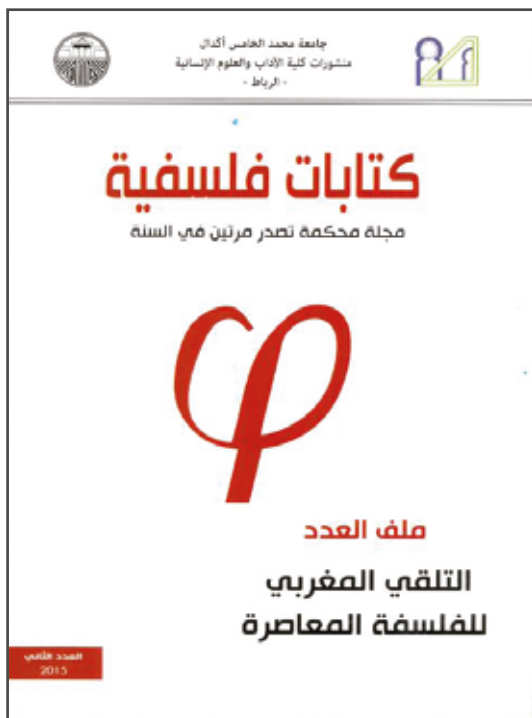 جامعة محمد الخامس أكدال
منشورات كلية الآداب والعلوم الإنسانية
- الرباط -
كتابات فلسفية
مجلة محكمة تصدر مرتين في السنة
φ
ملف العدد
التلقي المغربي
للفلسفة المعاصرة
العدد الثاني
2015